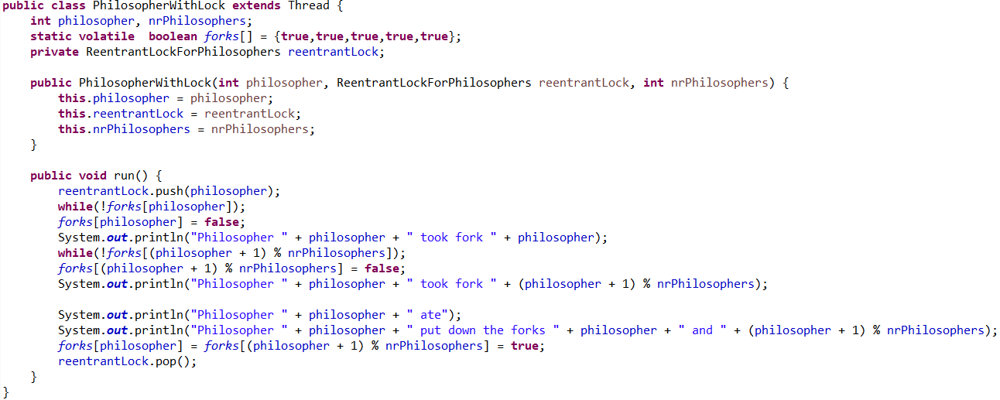 public class PhilosopherWithLock extends Thread {
    int philosopher, nrPhilosophers;
    static volatile  boolean forks[] = {true,true,true,true,true};
    private ReentrantLockForPhilosophers reentrantLock;

    public PhilosopherWithLock(int philosopher, ReentrantLockForPhilosophers reentrantLock, int nrPhilosophers) {
        this.philosopher = philosopher;
        this.reentrantLock = reentrantLock;
        this.nrPhilosophers = nrPhilosophers;
    }

    public void run() {
        reentrantLock.push(philosopher);
        while(!forks[philosopher]);
        forks[philosopher] = false;
        System.out.println("Philosopher " + philosopher + " took fork " + philosopher);
        while(!forks[(philosopher + 1) % nrPhilosophers]);
        forks[(philosopher + 1) % nrPhilosophers] = false;
        System.out.println("Philosopher " + philosopher + " took fork " + (philosopher + 1) % nrPhilosophers);

        System.out.println("Philosopher " + philosopher + " ate");
        System.out.println("Philosopher " + philosopher + " put down the forks " + philosopher + " and " + (philosopher + 1) % nrPhilosophers);
        forks[philosopher] = forks[(philosopher + 1) % nrPhilosophers] = true;
        reentrantLock.pop();
    }
}